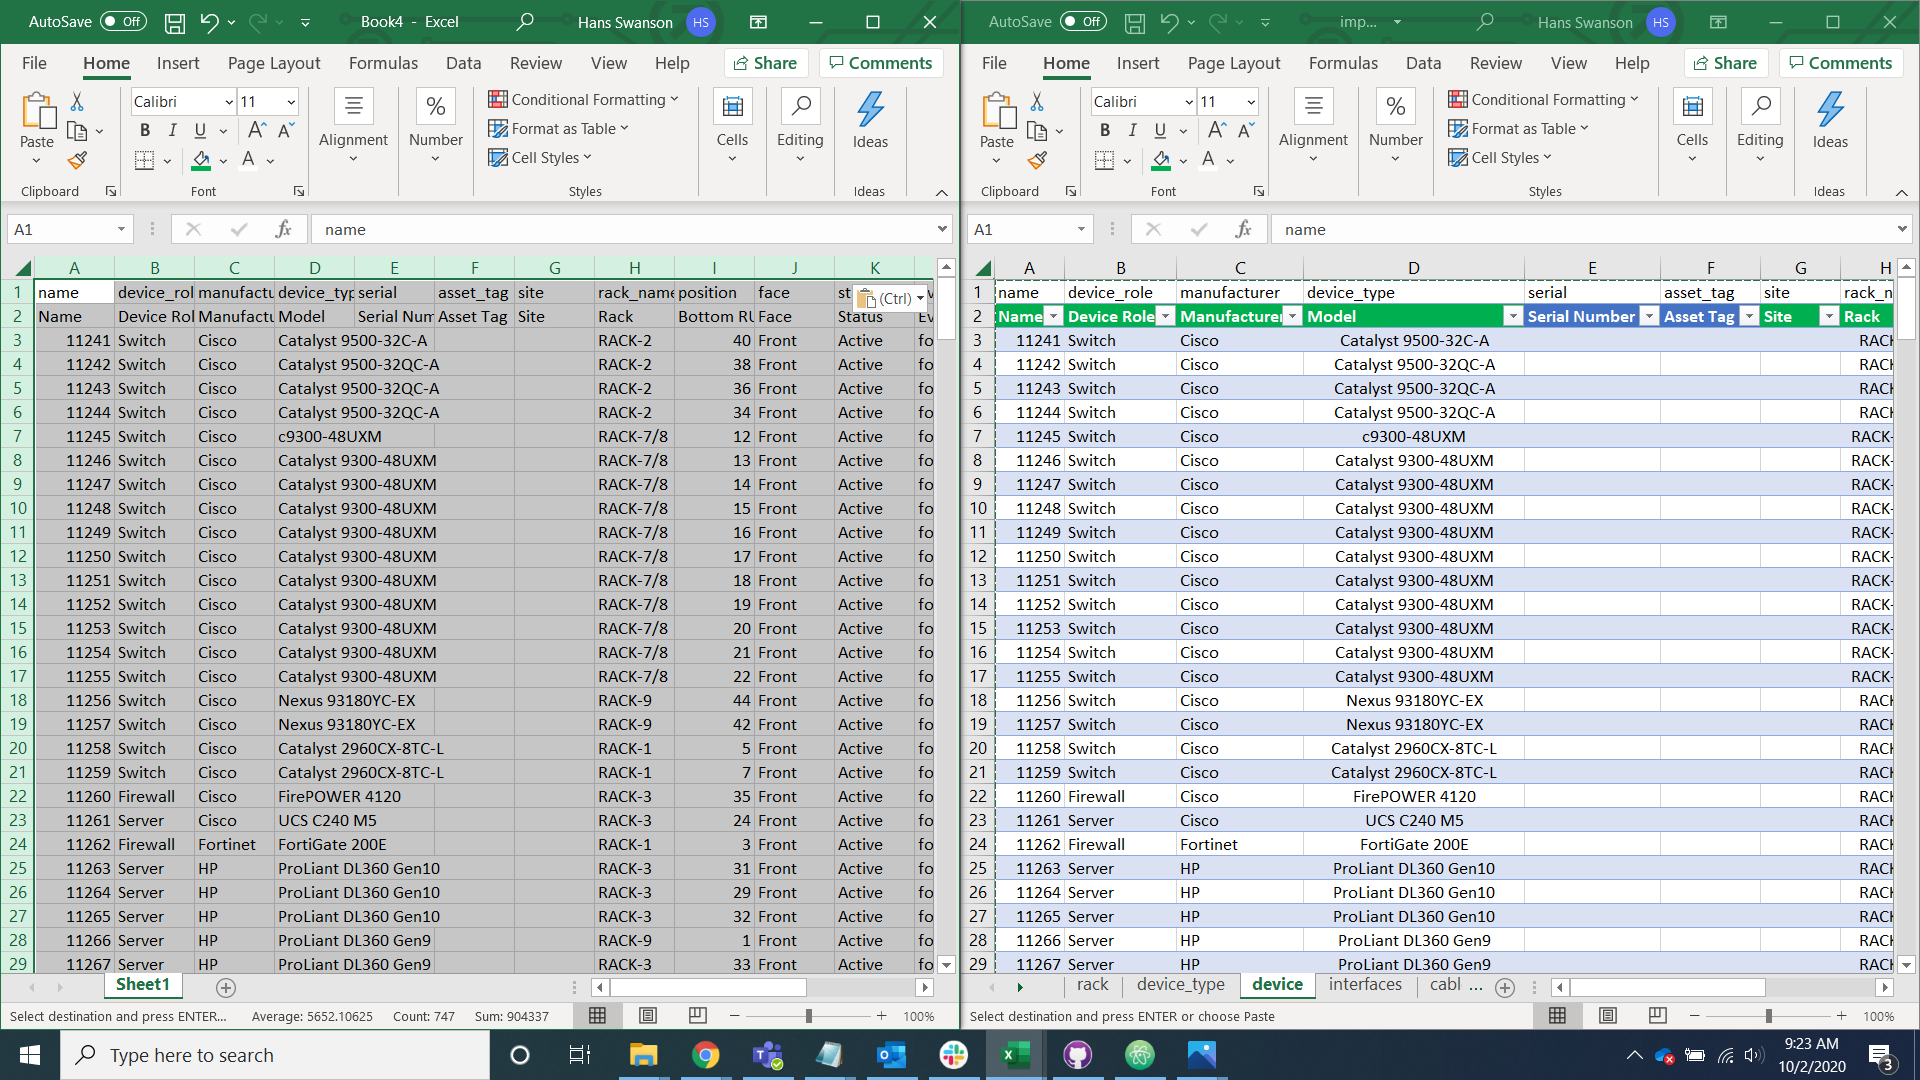 AutoSave Off Book4 - Excel Hans Swanson HS
File Home Insert Page Layout Formulas Data Review View Help Share Comments
Paste Calibri 11 B I U A A A Alignment % Number Conditional Formatting Format as Table Cell Styles Cells Editing Ideas
Clipboard Font Styles Ideas
A1 fx name
A B C D E F G H I J K
1 name device_rol manufactu device_typ serial asset_tag site rack_name position face st (Ctrl)
2 Name Device Rol Manufactu Model Serial Num Asset Tag Site Rack Bottom RU Face Status Ev
3 11241 Switch Cisco Catalyst 9500-32C-A RACK-2 40 Front Active fo
4 11242 Switch Cisco Catalyst 9500-32QC-A RACK-2 38 Front Active fo
5 11243 Switch Cisco Catalyst 9500-32QC-A RACK-2 36 Front Active fo
6 11244 Switch Cisco Catalyst 9500-32QC-A RACK-2 34 Front Active fo
7 11245 Switch Cisco c9300-48UXM RACK-7/8 12 Front Active fo
8 11246 Switch Cisco Catalyst 9300-48UXM RACK-7/8 13 Front Active fo
9 11247 Switch Cisco Catalyst 9300-48UXM RACK-7/8 14 Front Active fo
10 11248 Switch Cisco Catalyst 9300-48UXM RACK-7/8 15 Front Active fo
11 11249 Switch Cisco Catalyst 9300-48UXM RACK-7/8 16 Front Active fo
12 11250 Switch Cisco Catalyst 9300-48UXM RACK-7/8 17 Front Active fo
13 11251 Switch Cisco Catalyst 9300-48UXM RACK-7/8 18 Front Active fo
14 11252 Switch Cisco Catalyst 9300-48UXM RACK-7/8 19 Front Active fo
15 11253 Switch Cisco Catalyst 9300-48UXM RACK-7/8 20 Front Active fo
16 11254 Switch Cisco Catalyst 9300-48UXM RACK-7/8 21 Front Active fo
17 11255 Switch Cisco Catalyst 9300-48UXM RACK-7/8 22 Front Active fo
18 11256 Switch Cisco Nexus 93180YC-EX RACK-9 44 Front Active fo
19 11257 Switch Cisco Nexus 93180YC-EX RACK-9 42 Front Active fo
20 11258 Switch Cisco Catalyst 2960CX-8TC-L RACK-1 5 Front Active fo
21 11259 Switch Cisco Catalyst 2960CX-8TC-L RACK-1 7 Front Active fo
22 11260 Firewall Cisco FirePOWER 4120 RACK-3 35 Front Active fo
23 11261 Server Cisco UCS C240 M5 RACK-3 24 Front Active fo
24 11262 Firewall Fortinet FortiGate 200E RACK-1 3 Front Active fo
25 11263 Server HP ProLiant DL360 Gen10 RACK-3 31 Front Active fo
26 11264 Server HP ProLiant DL360 Gen10 RACK-3 29 Front Active fo
27 11265 Server HP ProLiant DL360 Gen10 RACK-3 32 Front Active fo
28 11266 Server HP ProLiant DL360 Gen9 RACK-9 1 Front Active fo
29 11267 Server HP ProLiant DL360 Gen9 RACK-3 33 Front Active fo
Sheet1
Select destination and press ENTER... Average: 5652.10625 Count: 747 Sum: 904337 100%
AutoSave Off imp... Hans Swanson HS
File Home Insert Page Layout Formulas Data Review View Help Share Comments
Paste Calibri 11 B I U A A A Alignment % Number Conditional Formatting Format as Table Cell Styles Cells Editing Ideas
Clipboard Font Styles Ideas
A1 fx name
A B C D E F G H
1 name device_role manufacturer device_type serial asset_tag site rack_n
2 Name Device Role Manufacturer Model Serial Number Asset Tag Site Rack
3 11241 Switch Cisco Catalyst 9500-32C-A RACK
4 11242 Switch Cisco Catalyst 9500-32QC-A RACK
5 11243 Switch Cisco Catalyst 9500-32QC-A RACK
6 11244 Switch Cisco Catalyst 9500-32QC-A RACK
7 11245 Switch Cisco c9300-48UXM RACK-
8 11246 Switch Cisco Catalyst 9300-48UXM RACK-
9 11247 Switch Cisco Catalyst 9300-48UXM RACK-
10 11248 Switch Cisco Catalyst 9300-48UXM RACK-
11 11249 Switch Cisco Catalyst 9300-48UXM RACK-
12 11250 Switch Cisco Catalyst 9300-48UXM RACK-
13 11251 Switch Cisco Catalyst 9300-48UXM RACK-
14 11252 Switch Cisco Catalyst 9300-48UXM RACK-
15 11253 Switch Cisco Catalyst 9300-48UXM RACK-
16 11254 Switch Cisco Catalyst 9300-48UXM RACK-
17 11255 Switch Cisco Catalyst 9300-48UXM RACK-
18 11256 Switch Cisco Nexus 93180YC-EX RACK
19 11257 Switch Cisco Nexus 93180YC-EX RACK
20 11258 Switch Cisco Catalyst 2960CX-8TC-L RACK
21 11259 Switch Cisco Catalyst 2960CX-8TC-L RACK
22 11260 Firewall Cisco FirePOWER 4120 RACK
23 11261 Server Cisco UCS C240 M5 RACK
24 11262 Firewall Fortinet FortiGate 200E RACK
25 11263 Server HP ProLiant DL360 Gen10 RACK
26 11264 Server HP ProLiant DL360 Gen10 RACK
27 11265 Server HP ProLiant DL360 Gen10 RACK
28 11266 Server HP ProLiant DL360 Gen9 RACK
29 11267 Server HP ProLiant DL360 Gen9 RACK
rack device_type device interfaces cabl ...
Select destination and press ENTER or choose Paste 100%
Type here to search
9:23 AM
10/2/2020
3